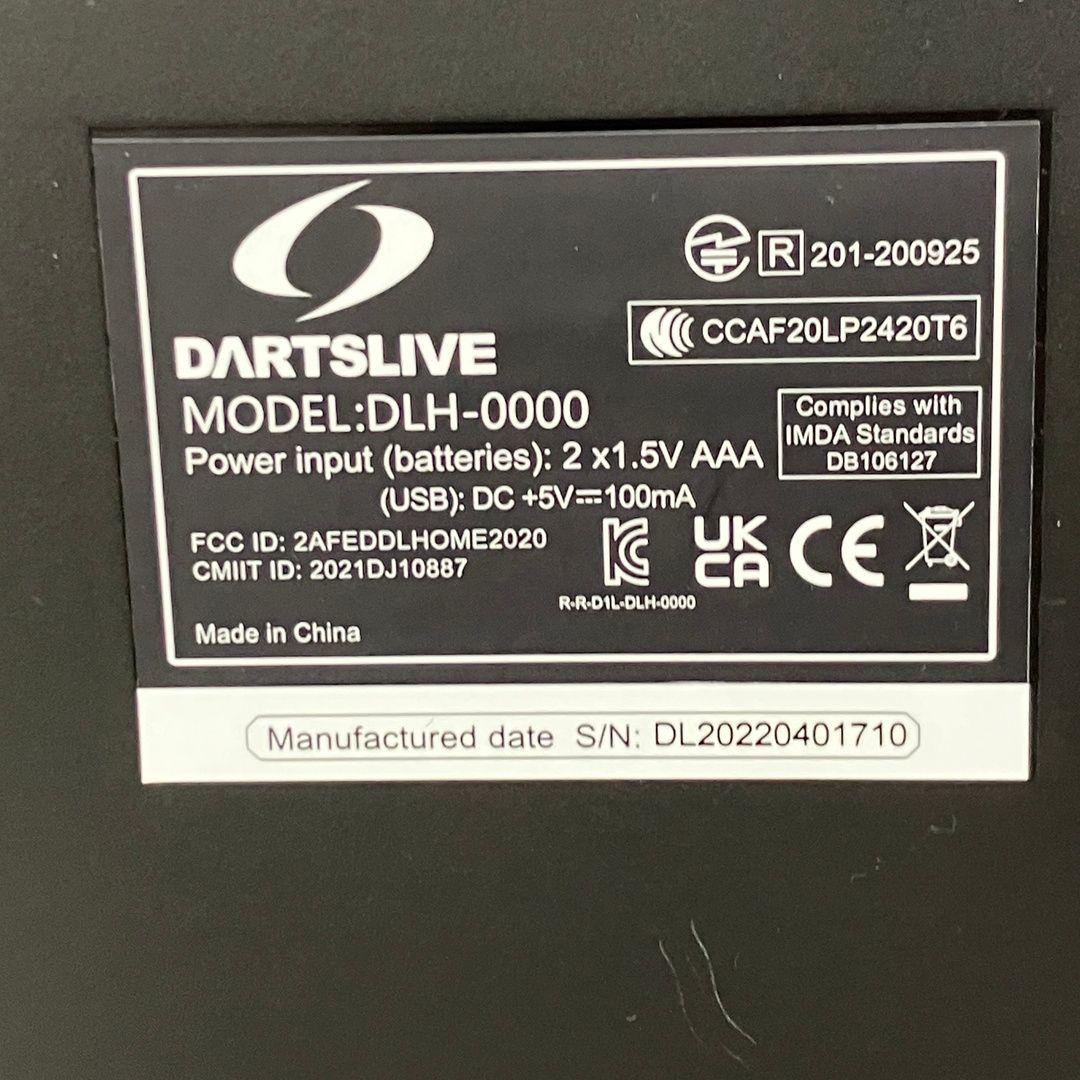 R 201-200925
CCAF20LP2420T6
DARTSLIVE
MODEL:DLH-0000
Complies with
IMDA Standards
DB106127
Power input (batteries): 2 x1.5V AAA
(USB): DC +5V⎓100mA
FCC ID: 2AFEDDLHOME2020
CMIIT ID: 2021DJ10887
UK
CA
CE
R-R-D1L-DLH-0000
Made in China
Manufactured date S/N: DL20220401710